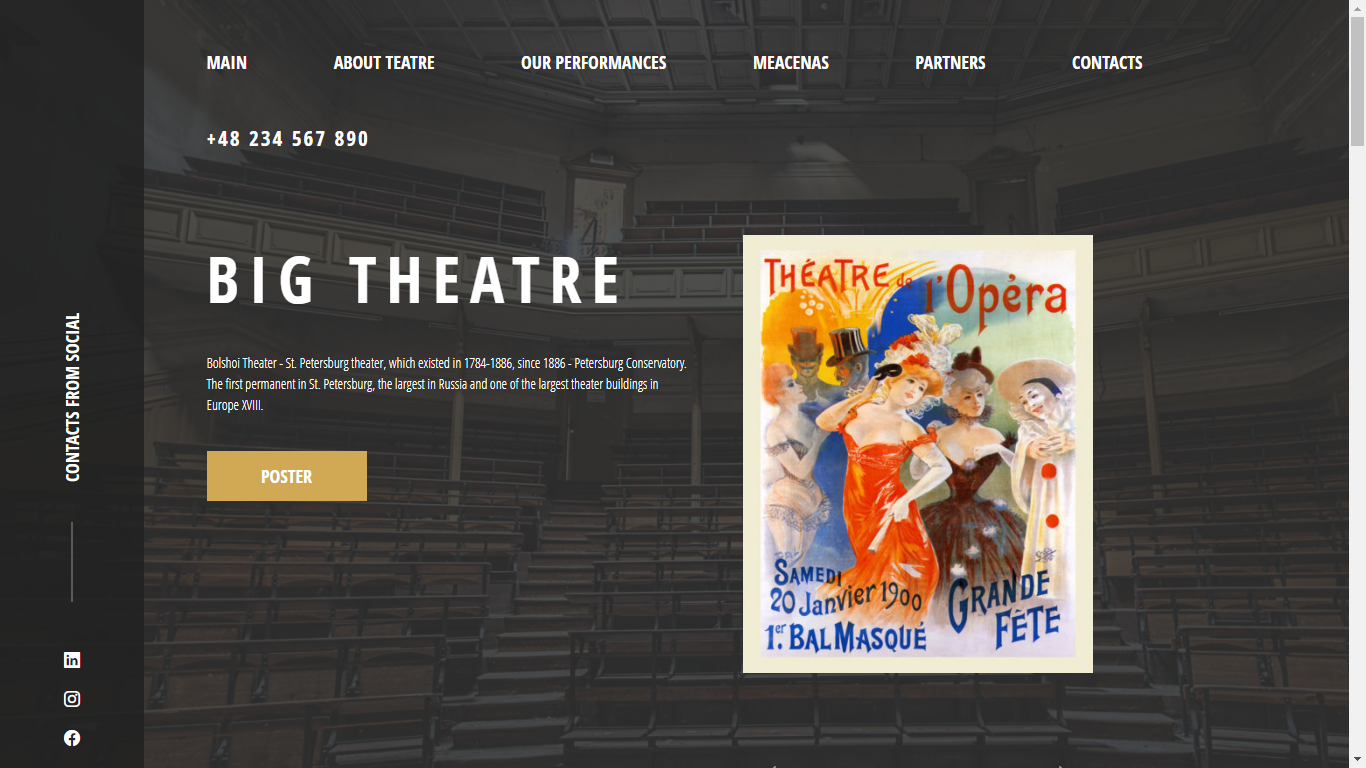 MAIN ABOUT TEATRE OUR PERFORMANCES MEACENAS PARTNERS CONTACTS
+48 234 567 890
BIG THEATRE
Bolshoi Theater - St. Petersburg theater, which existed in 1784-1886, since 1886 - Petersburg Conservatory.
The first permanent in St. Petersburg, the largest in Russia and one of the largest theater buildings in
Europe XVIII.
POSTER
CONTACTS FROM SOCIAL
THÉATRE de
l'Opéra
SAMEDI
20 Janvier 1900
1er. BAL MASQUÉ
GRANDE
FÊTE